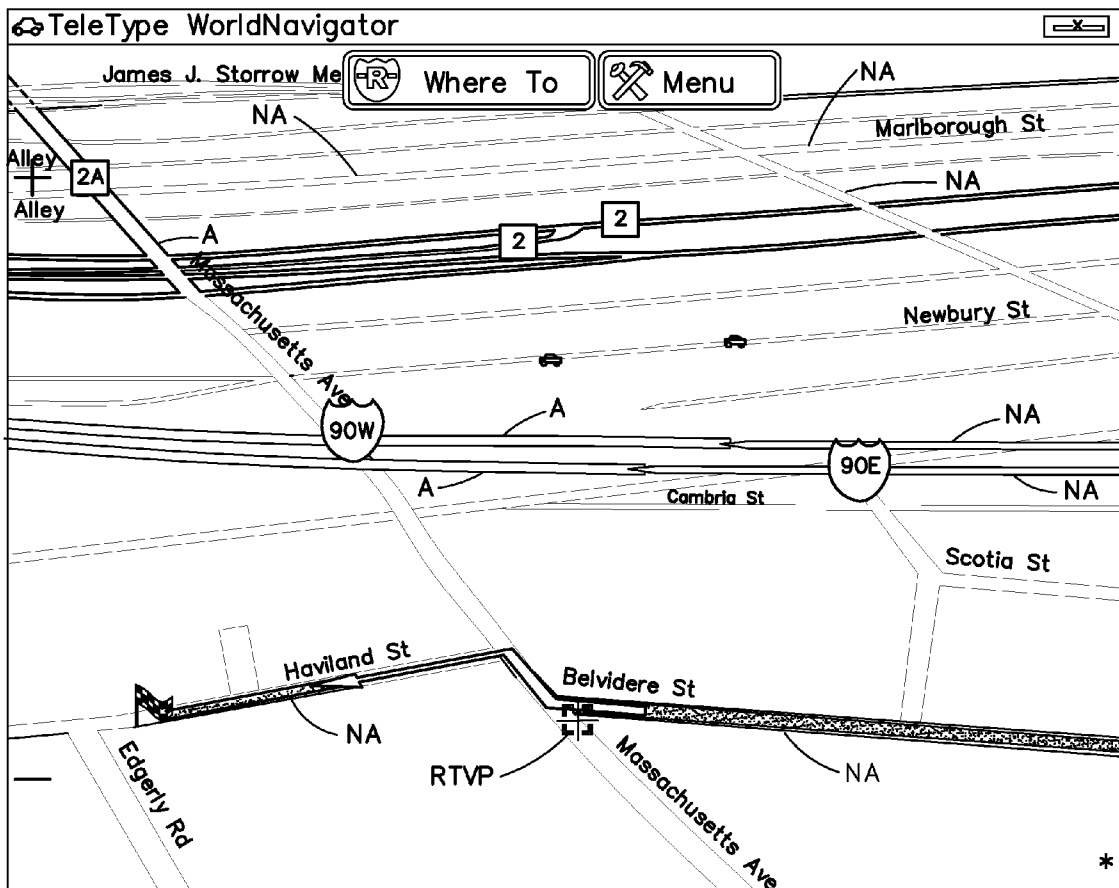 TeleType WorldNavigator
x
James J. Storrow Me
R
Where To
Menu
NA
NA
Marlborough St
Alley
2A
Alley
NA
A
2
2
Massachusetts Ave
Newbury St
90W
A
NA
90E
A
NA
Cambria St
Scotia St
Haviland St
Belvidere St
NA
RTVP
NA
Edgerly Rd
Massachusetts Ave
*